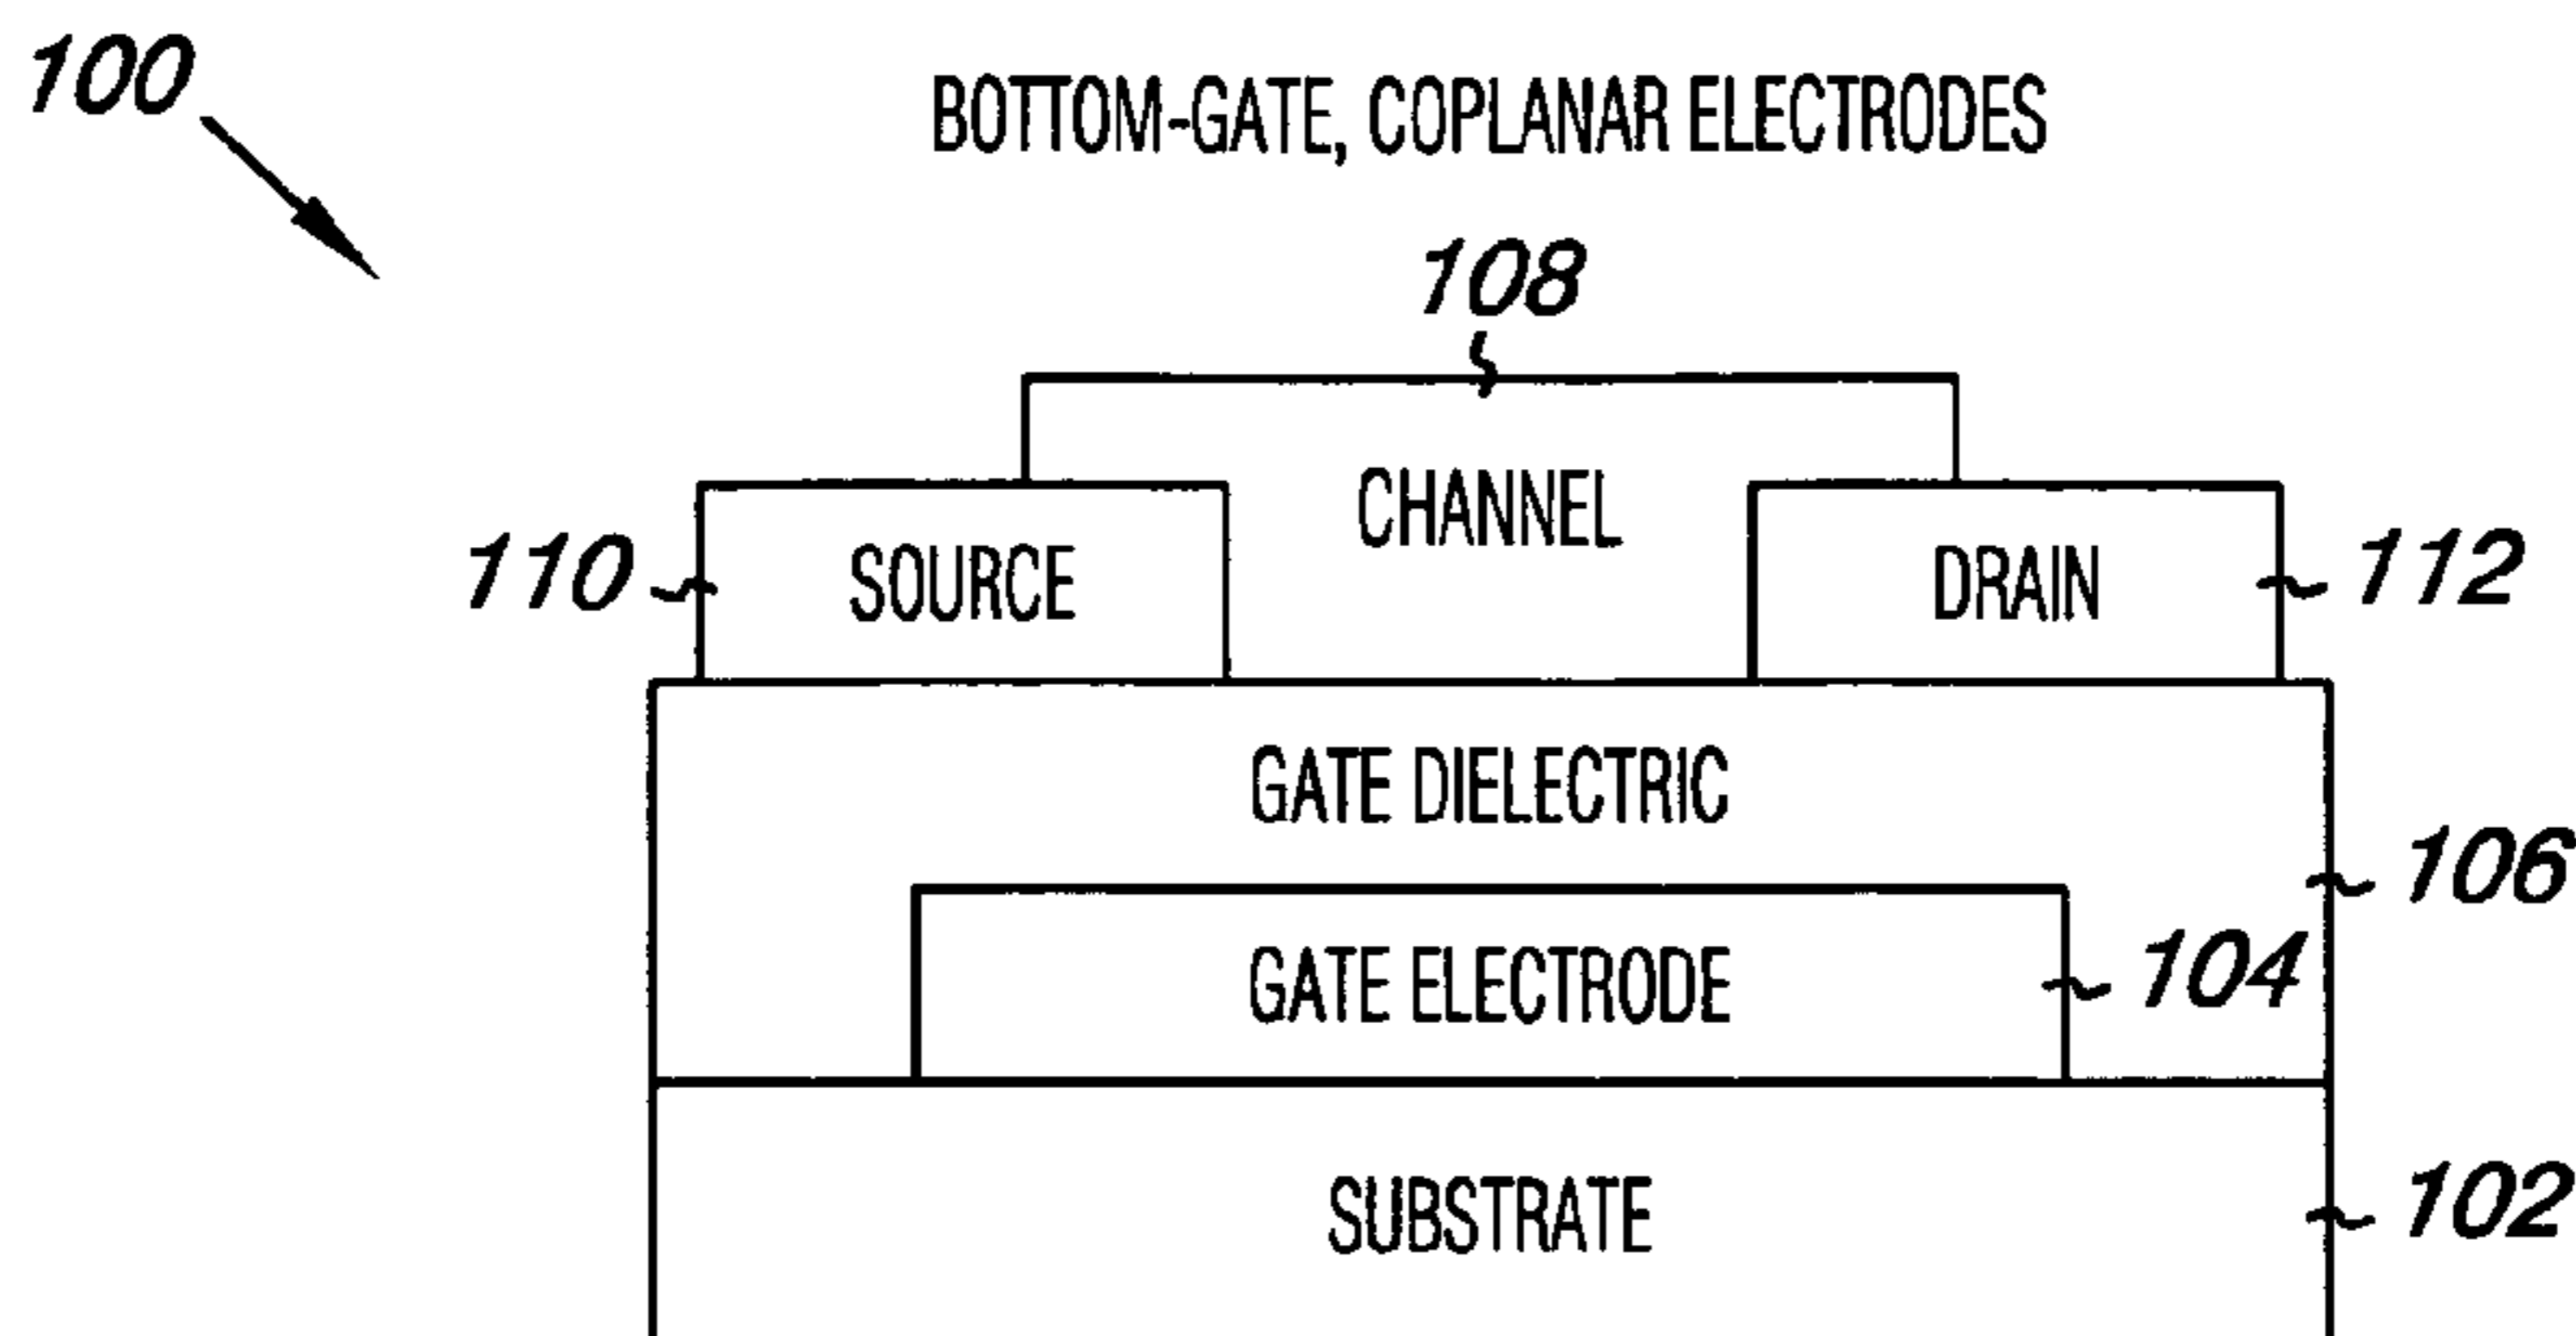 100
BOTTOM-GATE, COPLANAR ELECTRODES
108
CHANNEL
110
SOURCE
DRAIN
112
GATE DIELECTRIC
106
GATE ELECTRODE
104
SUBSTRATE
102